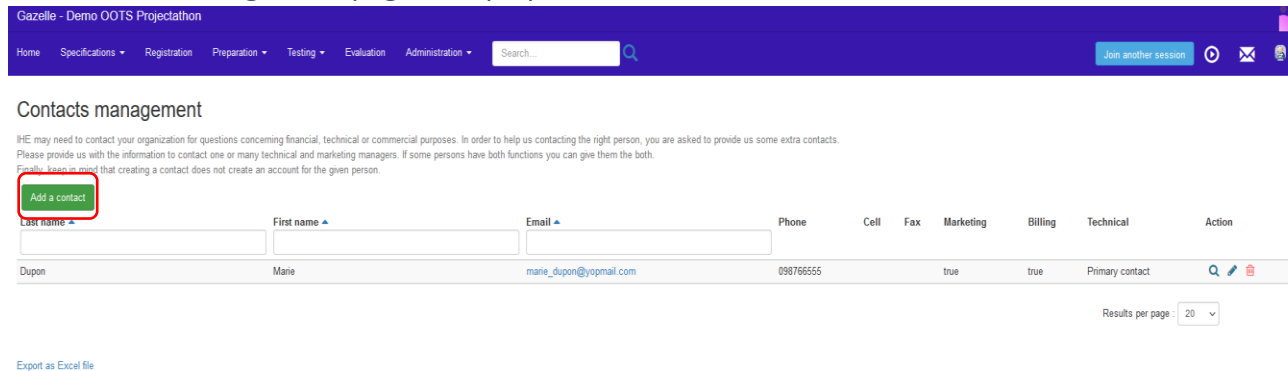 Gazelle - Demo OOTS Projectathon
Home Specifications Registration Preparation Testing Evaluation Administration Search... Join another session
Contacts management
IHE may need to contact your organization for questions concerning financial, technical or commercial purposes. In order to help us contacting the right person, you are asked to provide us some extra contacts.
Please provide us with the information to contact one or many technical and marketing managers. If some persons have both functions you can give them the both.
Finally, keep in mind that creating a contact does not create an account for the given person.
Add a contact
Last name First name Email Phone Cell Fax Marketing Billing Technical Action
Dupon Marie marie_dupon@yopmail.com 098766555 true true Primary contact
Results per page : 20
Export as Excel file